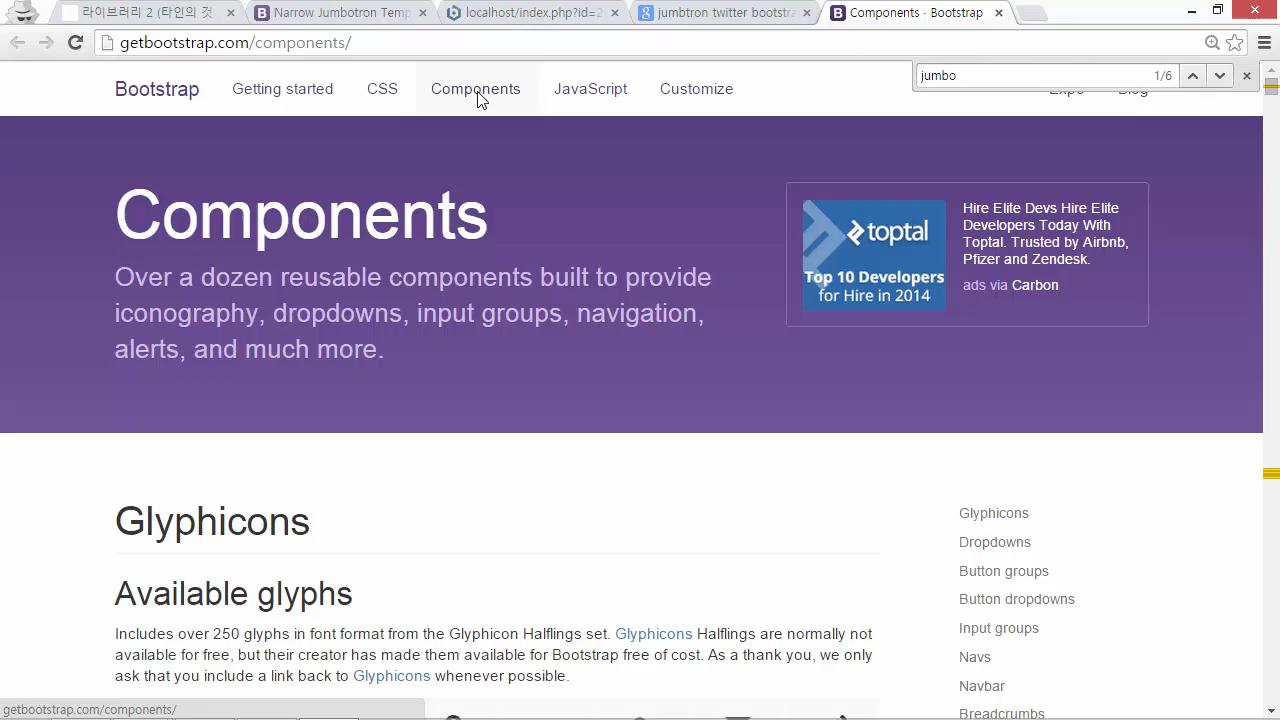 라이브러리 2 (타인의 것
Narrow Jumbotron Temp
localhost/index.php?id=2
jumbtron twitter bootstra
Components · Bootstrap
getbootstrap.com/components/
jumbo
1/6
Bootstrap
Getting started
CSS
Components
JavaScript
Customize
Expo
Blog
Components
Over a dozen reusable components built to provide
iconography, dropdowns, input groups, navigation,
alerts, and much more.
toptal
Top 10 Developers
for Hire in 2014
Hire Elite Devs Hire Elite
Developers Today With
Toptal. Trusted by Airbnb,
Pfizer and Zendesk.
ads via Carbon
Glyphicons
Available glyphs
Includes over 250 glyphs in font format from the Glyphicon Halflings set. Glyphicons Halflings are normally not
available for free, but their creator has made them available for Bootstrap free of cost. As a thank you, we only
ask that you include a link back to Glyphicons whenever possible.
Glyphicons
Dropdowns
Button groups
Button dropdowns
Input groups
Navs
Navbar
Breadcrumbs
getbootstrap.com/components/